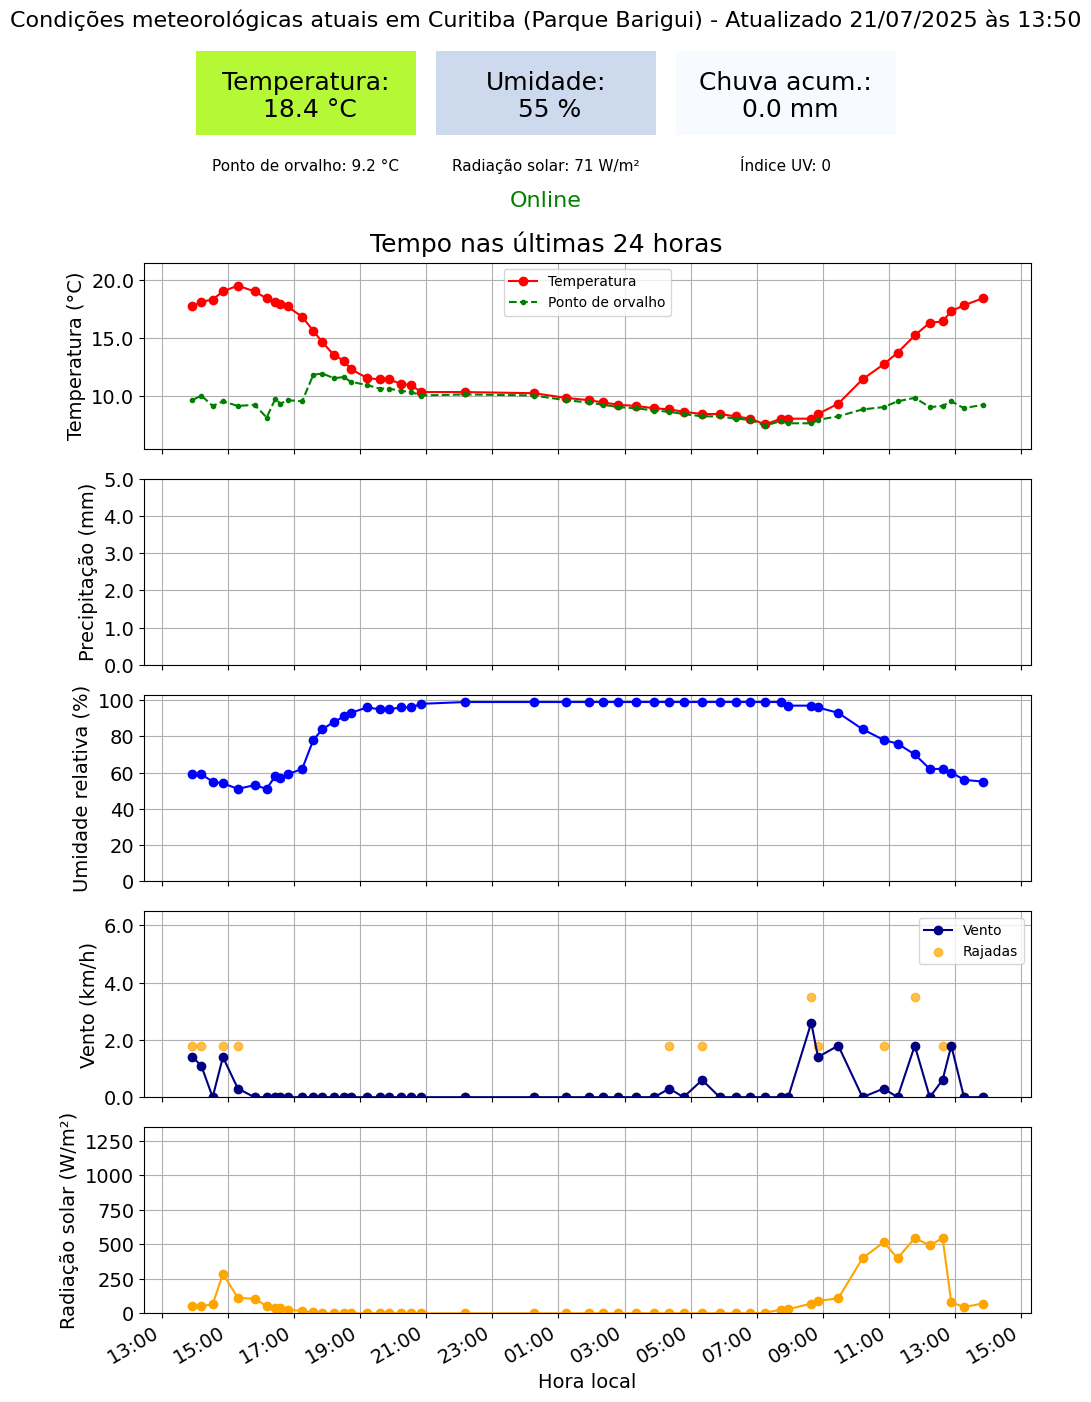 Condições meteorológicas atuais em Curitiba (Parque Barigui) - Atualizado 21/07/2025 às 13:50
Temperatura:
18.4 °C
Umidade:
55 %
Chuva acum.:
0.0 mm
Ponto de orvalho: 9.2 °C
Radiação solar: 71 W/m²
Índice UV: 0
Online
Tempo nas últimas 24 horas
Temperatura (°C)
20.0
15.0
10.0
Temperatura
Ponto de orvalho
Precipitação (mm)
5.0
4.0
3.0
2.0
1.0
0.0
Umidade relativa (%)
100
80
60
40
20
0
Vento (km/h)
6.0
4.0
2.0
0.0
Vento
Rajadas
Radiação solar (W/m²)
1250
1000
750
500
250
0
13:00
15:00
17:00
19:00
21:00
23:00
01:00
03:00
05:00
07:00
09:00
11:00
13:00
15:00
Hora local